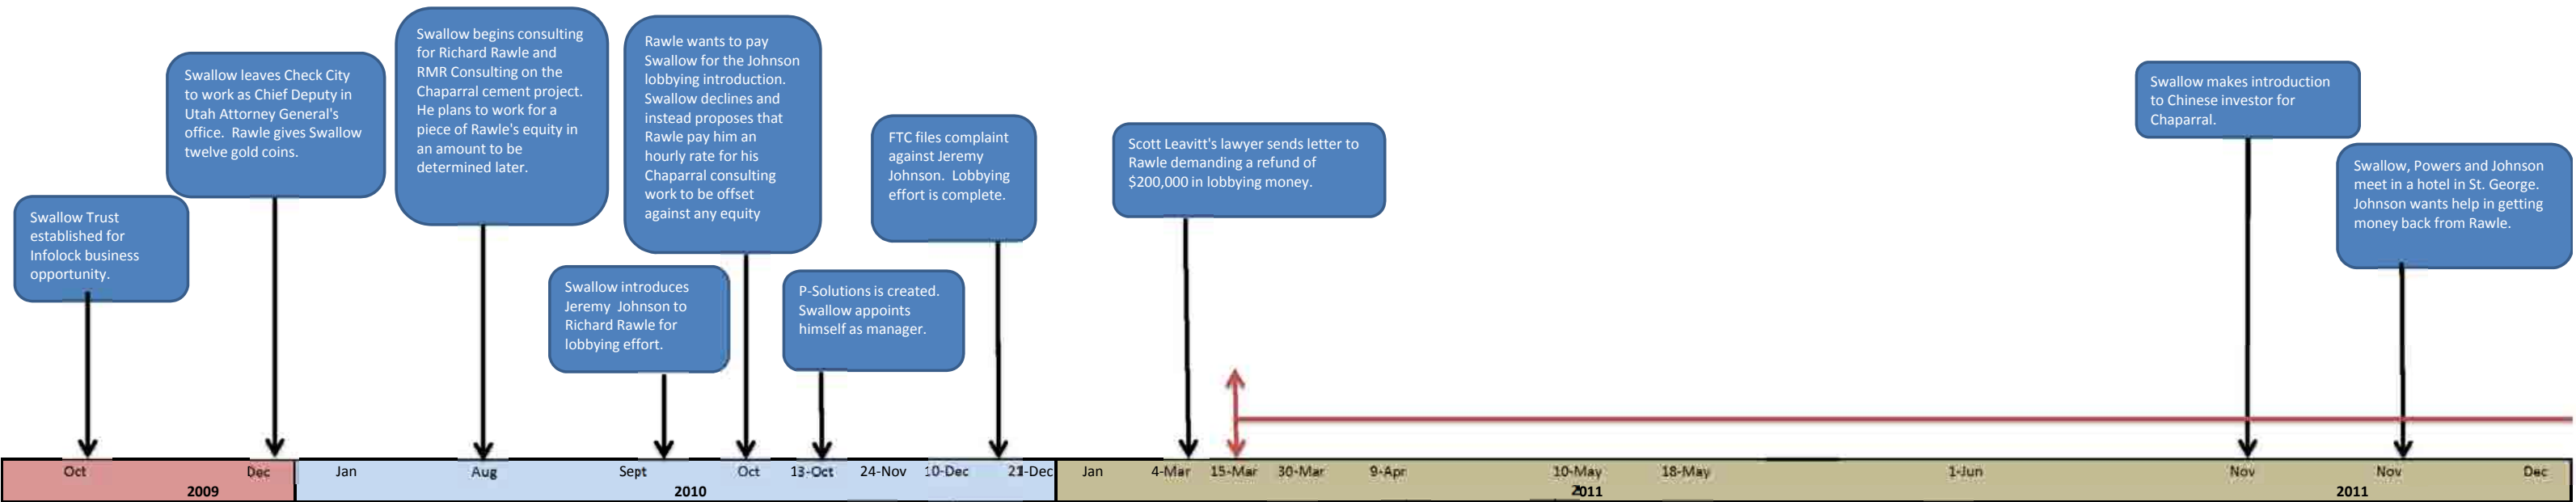 Swallow Trust
established for
Infolock business
opportunity.
Swallow leaves Check City
to work as Chief Deputy in
Utah Attorney General's
office. Rawle gives Swallow
twelve gold coins.
Swallow begins consulting
for Richard Rawle and
RMR Consulting on the
Chaparral cement project.
He plans to work for a
piece of Rawle's equity in
an amount to be
determined later.
Swallow introduces
Jeremy Johnson to
Richard Rawle for
lobbying effort.
Rawle wants to pay
Swallow for the Johnson
lobbying introduction.
Swallow declines and
instead proposes that
Rawle pay him an
hourly rate for his
Chaparral consulting
work to be offset
against any equity
P-Solutions is created.
Swallow appoints
himself as manager.
FTC files complaint
against Jeremy
Johnson. Lobbying
effort is complete.
Scott Leavitt's lawyer sends letter to
Rawle demanding a refund of
$200,000 in lobbying money.
Swallow makes introduction
to Chinese investor for
Chaparral.
Swallow, Powers and Johnson
meet in a hotel in St. George.
Johnson wants help in getting
money back from Rawle.
Oct Dec Jan Aug Sept Oct 13-Oct 24-Nov 10-Dec 21-Dec Jan 4-Mar 15-Mar 30-Mar 9-Apr 10-May 18-May 1-Jun Nov Nov Dec
2009 2010 2011 2011